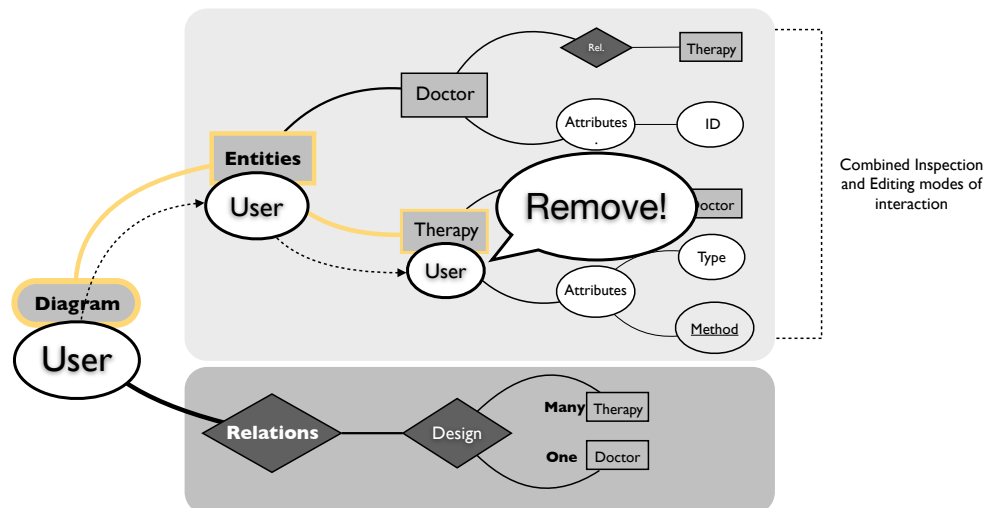 Rel.
Therapy
Doctor
Attributes
.
ID
Entities
User
Remove!
Doctor
Therapy
User
Type
Attributes
Method
Diagram
User
Combined Inspection
and Editing modes of
interaction
Relations
Design
Many Therapy
One Doctor